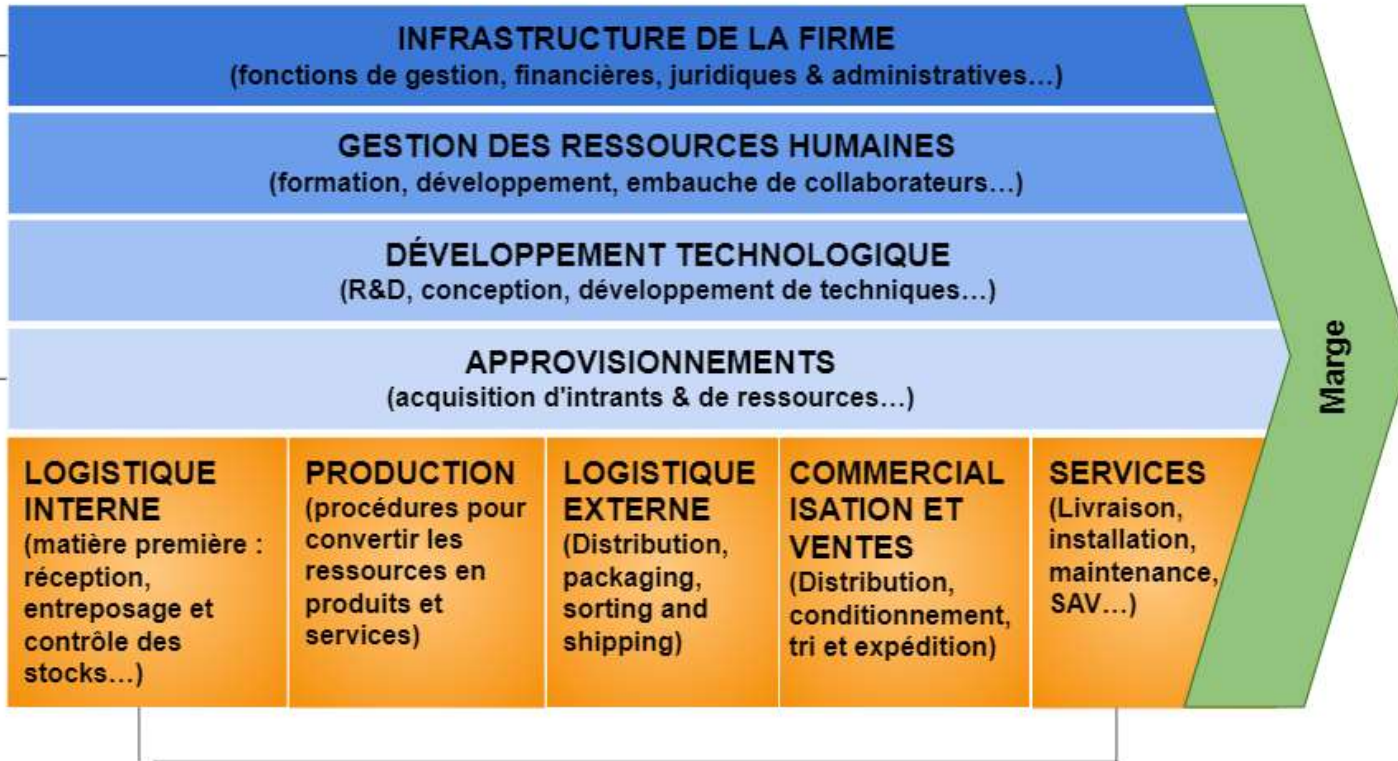 INFRASTRUCTURE DE LA FIRME
(fonctions de gestion, financières, juridiques & administratives...)
GESTION DES RESSOURCES HUMAINES
(formation, développement, embauche de collaborateurs...)
DÉVELOPPEMENT TECHNOLOGIQUE
(R&D, conception, développement de techniques...)
APPROVISIONNEMENTS
(acquisition d'intrants & de ressources...)
Marge
LOGISTIQUE
INTERNE
(matière première :
réception,
entreposage et
contrôle des
stocks...)
PRODUCTION
(procédures pour
convertir les
ressources en
produits et
services)
LOGISTIQUE
EXTERNE
(Distribution,
packaging,
sorting and
shipping)
COMMERCIAL
ISATION ET
VENTES
(Distribution,
conditionnement,
tri et expédition)
SERVICES
(Livraison,
installation,
maintenance,
SAV...)